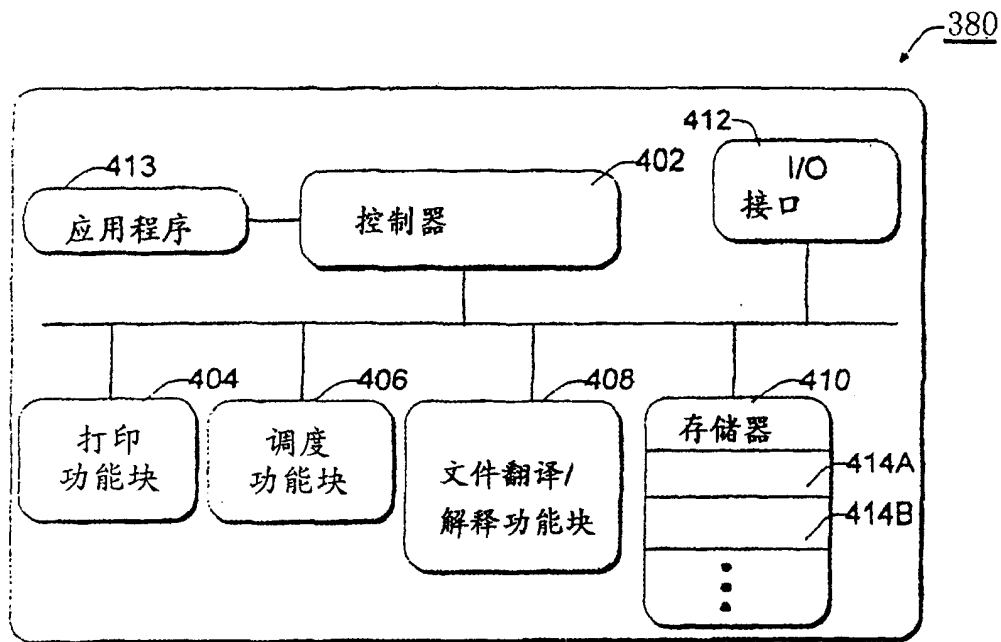 380
413
应用程序
402
控制器
412
I/O
接口
404
打印
功能块
406
调度
功能块
408
文件翻译/
解释功能块
410
存储器
414A
414B